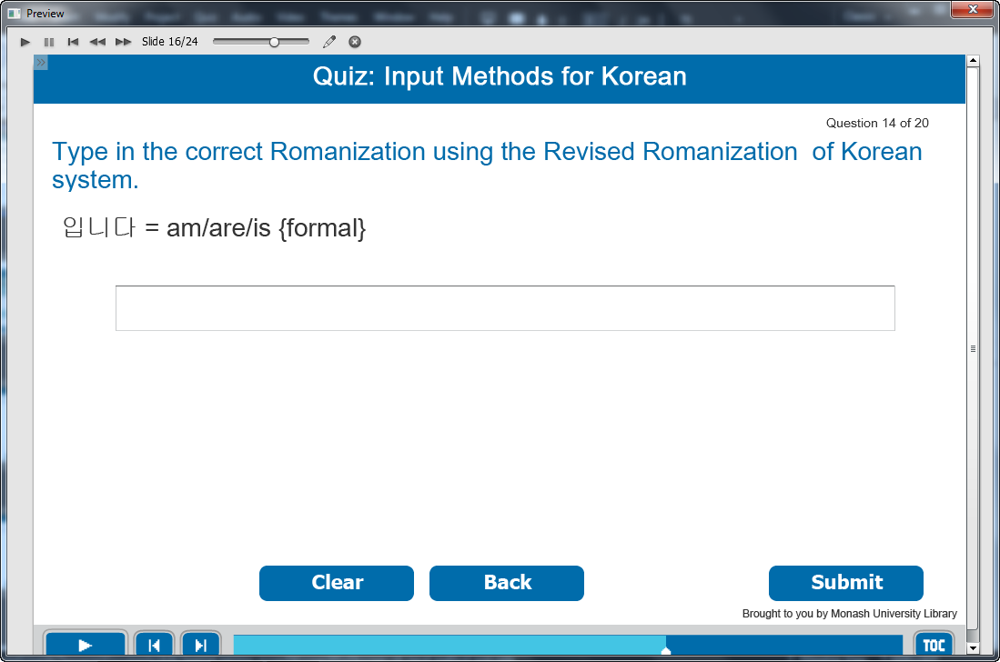 Preview
Slide 16/24
Quiz: Input Methods for Korean
Question 14 of 20
Type in the correct Romanization using the Revised Romanization  of Korean
system.
입니다 = am/are/is {formal}
Clear
Back
Submit
Brought to you by Monash University Library
TOC